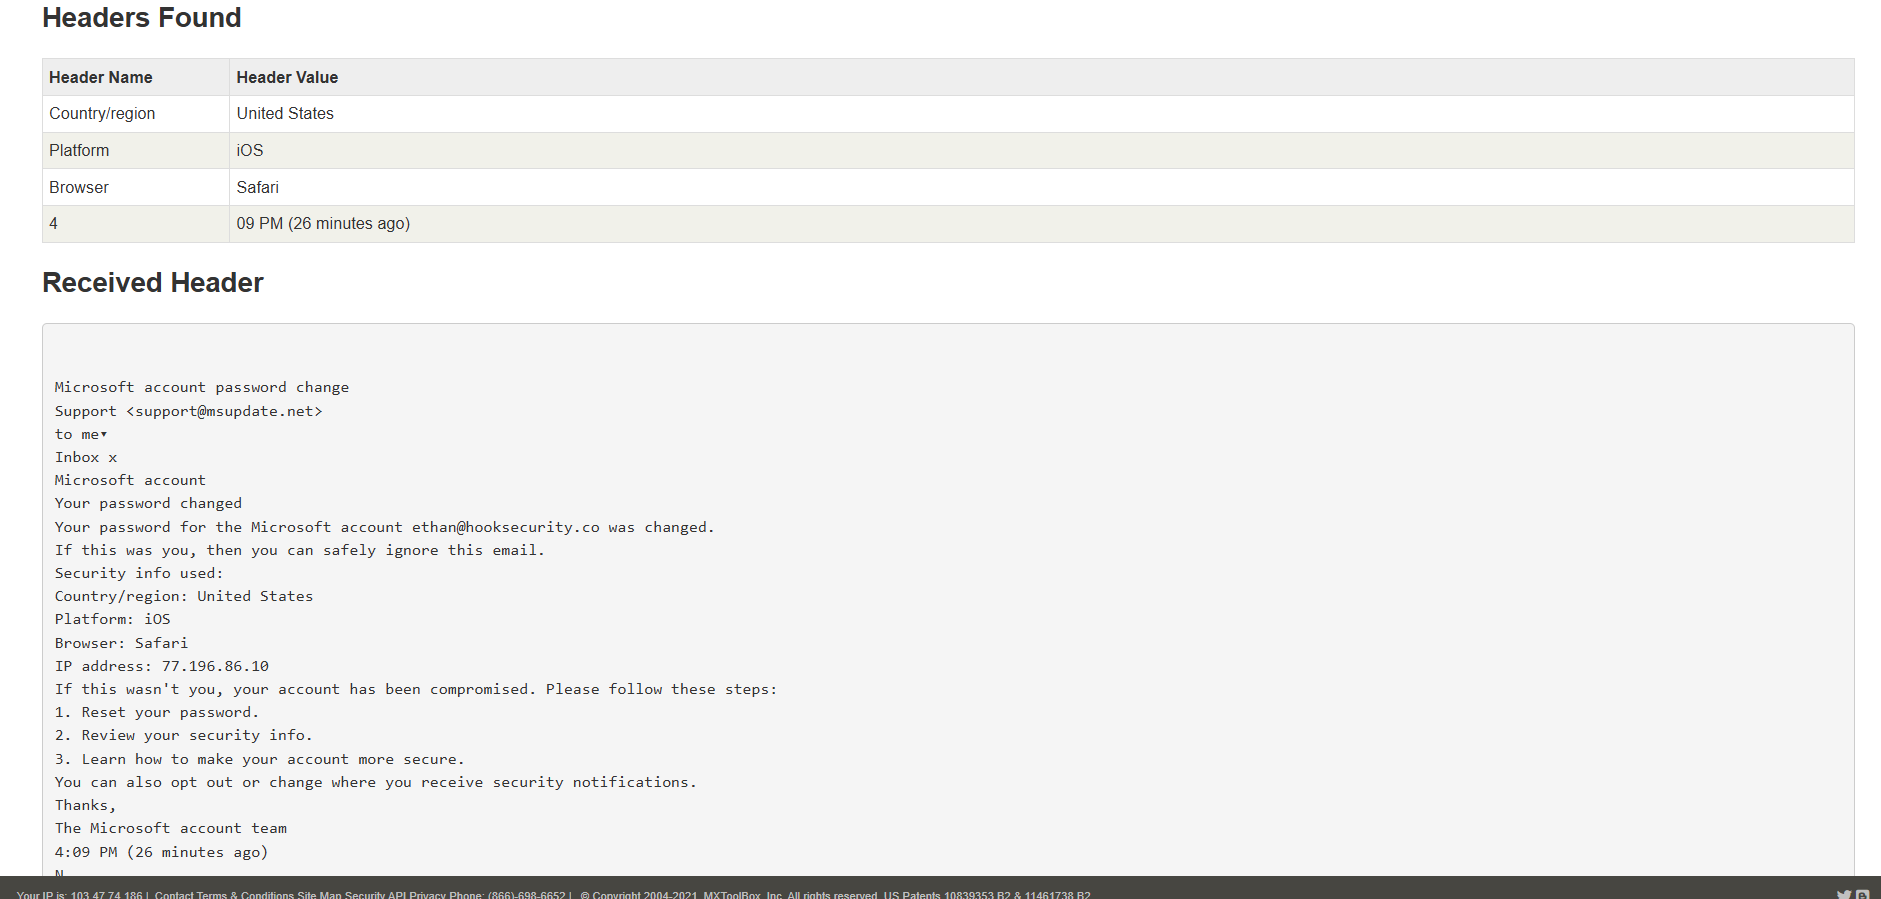 Headers Found
Header Name Header Value
Country/region United States
Platform iOS
Browser Safari
4 09 PM (26 minutes ago)
Received Header
Microsoft account password change
Support <support@msupdate.net>
to me▾
Inbox x
Microsoft account
Your password changed
Your password for the Microsoft account ethan@hooksecurity.co was changed.
If this was you, then you can safely ignore this email.
Security info used:
Country/region: United States
Platform: iOS
Browser: Safari
IP address: 77.196.86.10
If this wasn't you, your account has been compromised. Please follow these steps:
1. Reset your password.
2. Review your security info.
3. Learn how to make your account more secure.
You can also opt out or change where you receive security notifications.
Thanks,
The Microsoft account team
4:09 PM (26 minutes ago)
N
Your IP is: 103.47.74.186 | Contact Terms & Conditions Site Map Security API Privacy Phone: (866)-698-6652 | © Copyright 2004-2021, MXToolBox, Inc. All rights reserved. US Patents 10839353 B2 & 11461738 B2